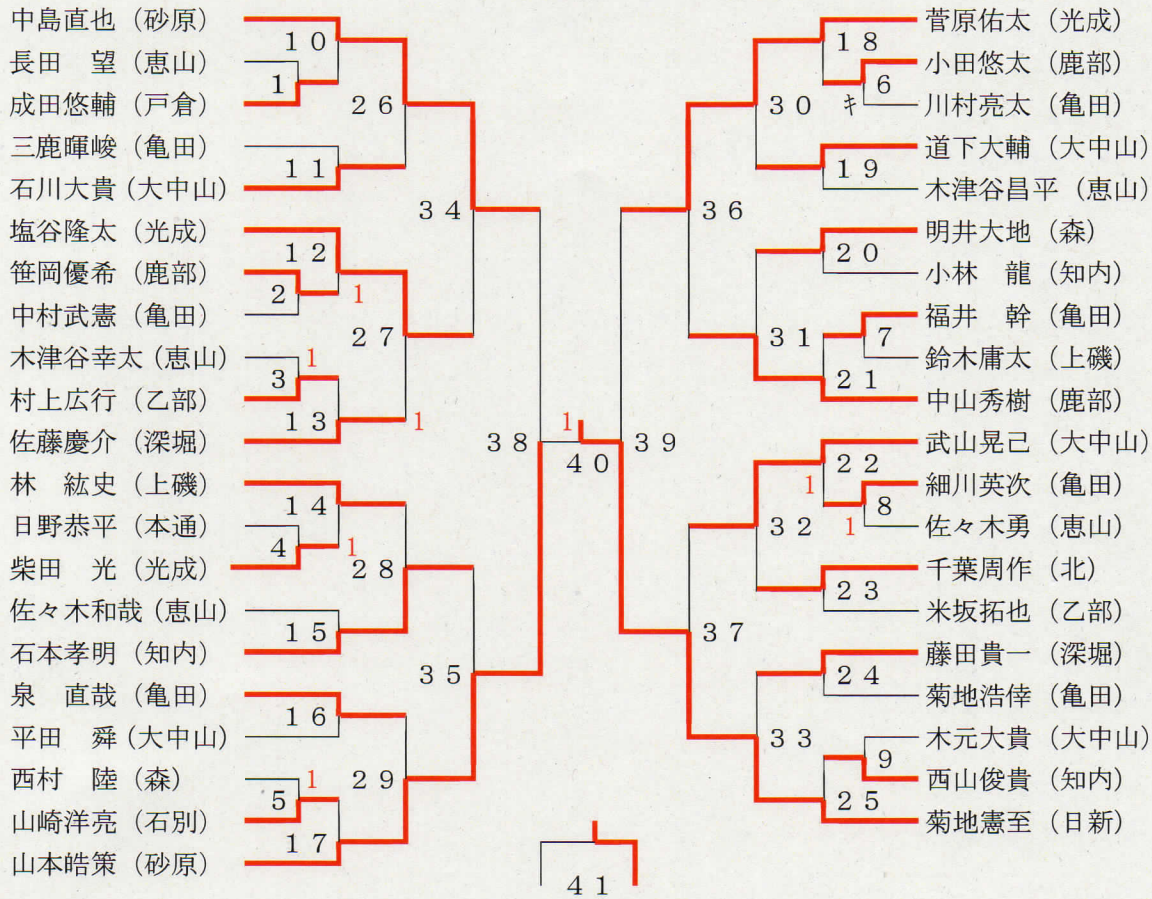 中島直也（砂原）
10
長田　望（恵山）
1
成田悠輔（戸倉）
26
三鹿暉峻（亀田）
11
石川大貴（大中山）
34
塩谷隆太（光成）
12
笹岡優希（鹿部）
2
1
中村武憲（亀田）
27
木津谷幸太（恵山）
1
3
村上広行（乙部）
13
1
佐藤慶介（深堀）
38
林　紘史（上磯）
14
日野恭平（本通）
4
1
柴田　光（光成）
28
佐々木和哉（恵山）
15
石本孝明（知内）
35
泉　直哉（亀田）
16
平田　舜（大中山）
西村　陸（森）
1
29
5
山崎洋亮（石別）
17
山本皓策（砂原）
1
40
41
菅原佑太（光成）
18
小田悠太（鹿部）
6
キ
川村亮太（亀田）
30
道下大輔（大中山）
19
木津谷昌平（恵山）
36
明井大地（森）
20
小林　龍（知内）
福井　幹（亀田）
31
7
鈴木庸太（上磯）
21
中山秀樹（鹿部）
39
武山晃己（大中山）
22
1
細川英次（亀田）
8
1
佐々木勇（恵山）
32
千葉周作（北）
23
米坂拓也（乙部）
37
藤田貴一（深堀）
24
菊地浩倖（亀田）
33
木元大貴（大中山）
9
西山俊貴（知内）
25
菊地憲至（日新）